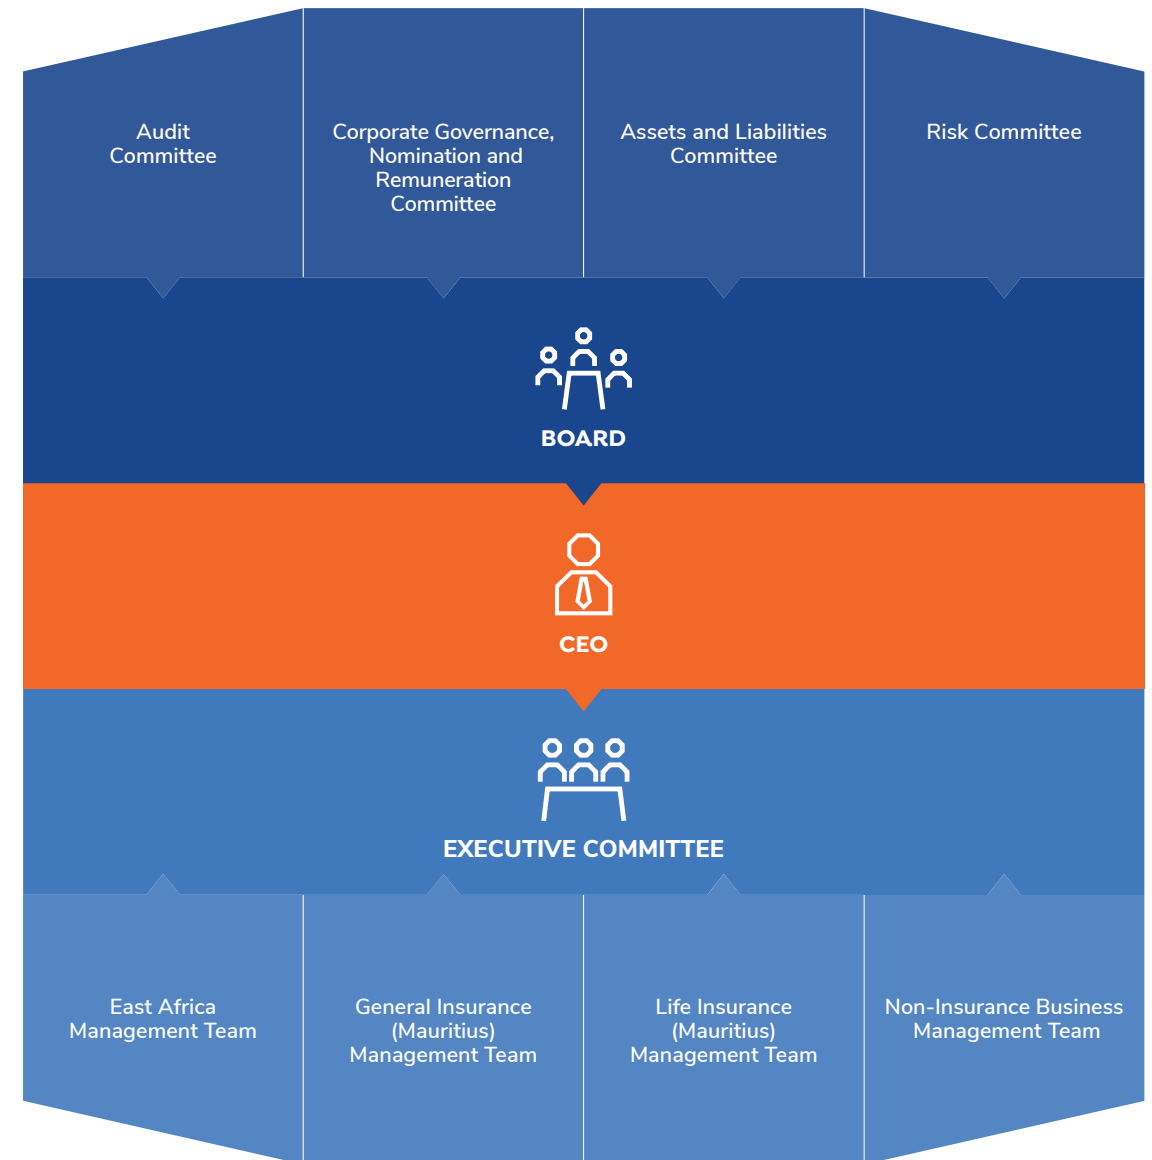 Audit
Committee
Corporate Governance,
Nomination and
Remuneration
Committee
Assets and Liabilities
Committee
Risk Committee
BOARD
CEO
EXECUTIVE COMMITTEE
East Africa
Management Team
General Insurance
(Mauritius)
Management Team
Life Insurance
(Mauritius)
Management Team
Non-Insurance Business
Management Team